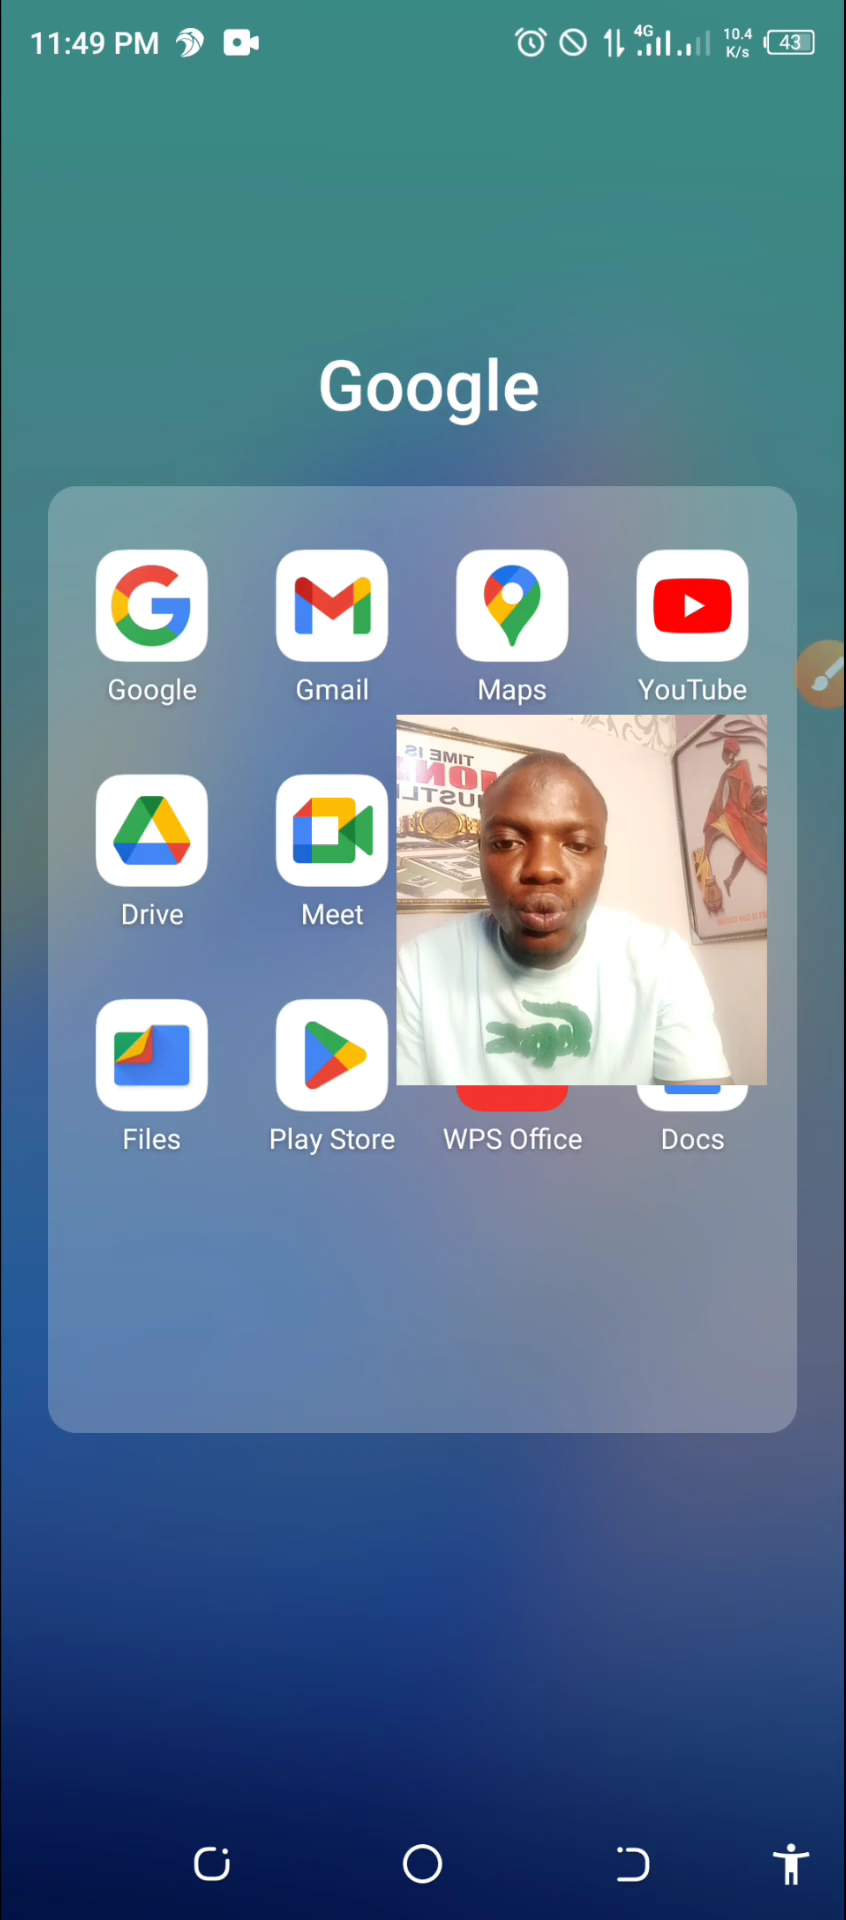 11:49 PM 4G 10.4 K/s 43
Google
Google Gmail Maps YouTube
TIME IS
HUSTLE
Drive Meet
Files Play Store WPS Office Docs